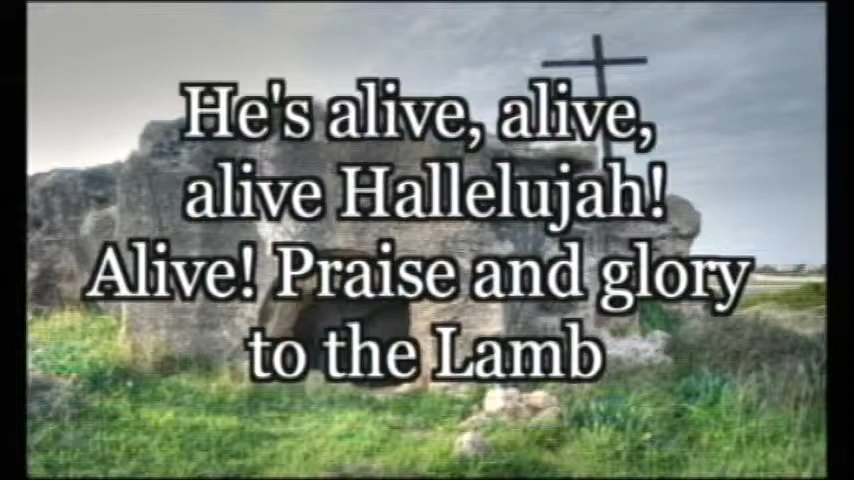 He's alive, alive,
alive Hallelujah!
Alive! Praise and glory
to the Lamb